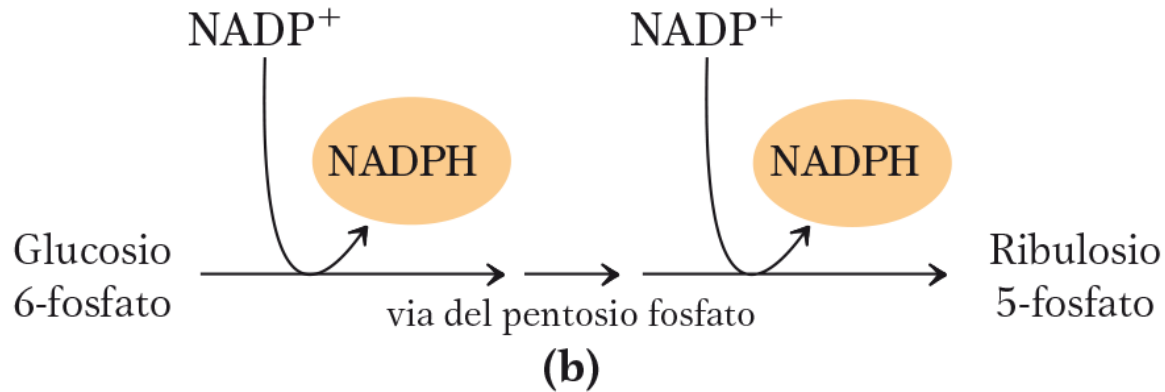 NADP⁺ NADP⁺
NADPH NADPH
Glucosio Ribulosio
6-fosfato 5-fosfato
via del pentosio fosfato
(b)